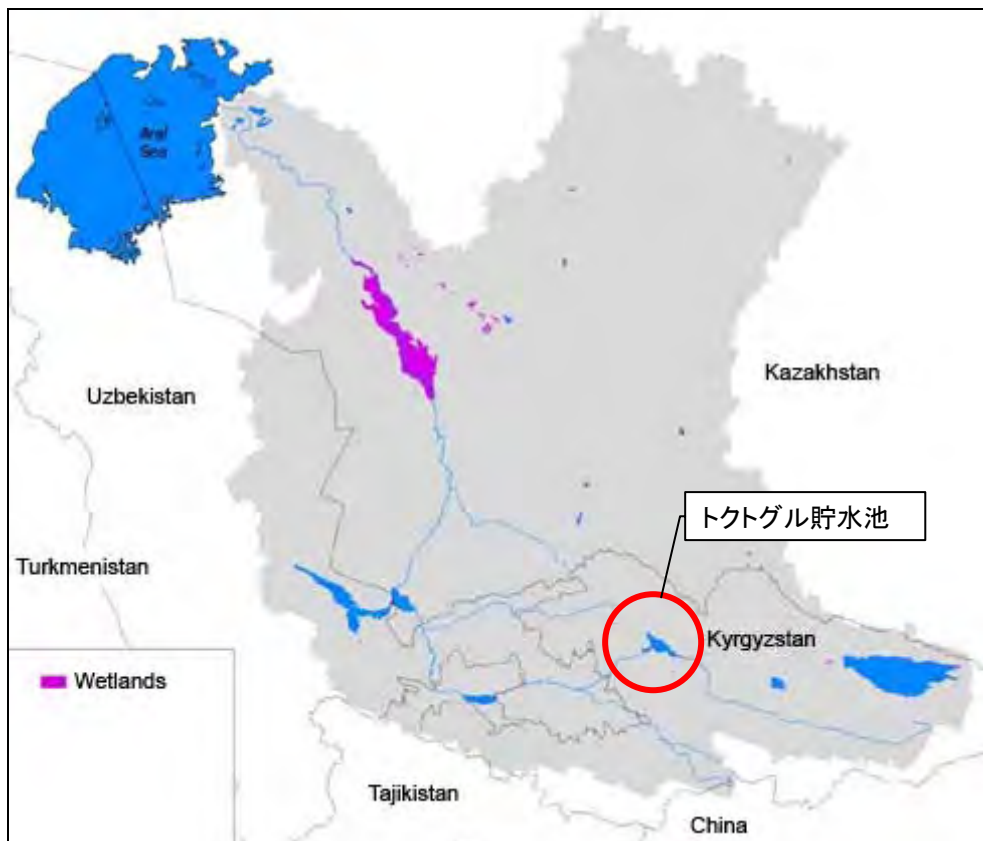 Aral
Sea
Kazakhstan
Uzbekistan
トクトグル貯水池
Turkmenistan
Kyrgyzstan
Wetlands
Tajikistan
China